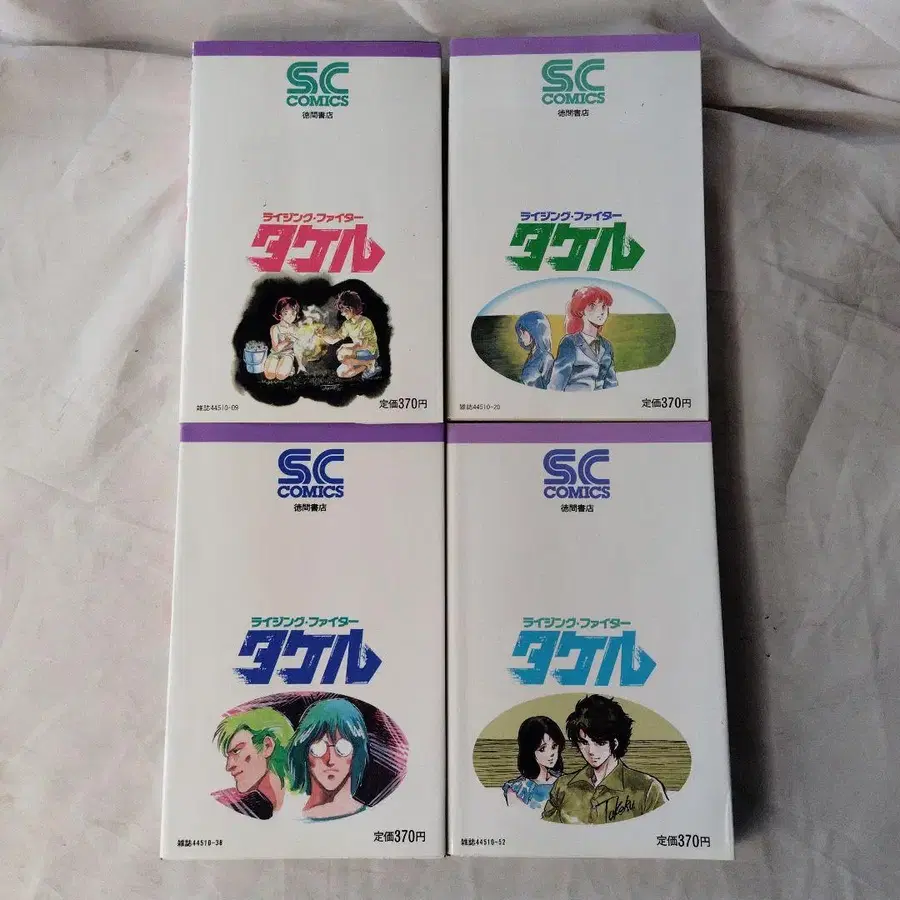 SC
COMICS
徳間書店
ライジング・ファイター
タケル
雑誌44510-09
定価370円
SC
COMICS
徳間書店
ライジング・ファイター
タケル
雑誌44510-20
定価370円
SC
COMICS
徳間書店
ライジング・ファイター
タケル
雑誌44510-38
定価370円
SC
COMICS
徳間書店
ライジング・ファイター
タケル
雑誌44510-52
定価370円